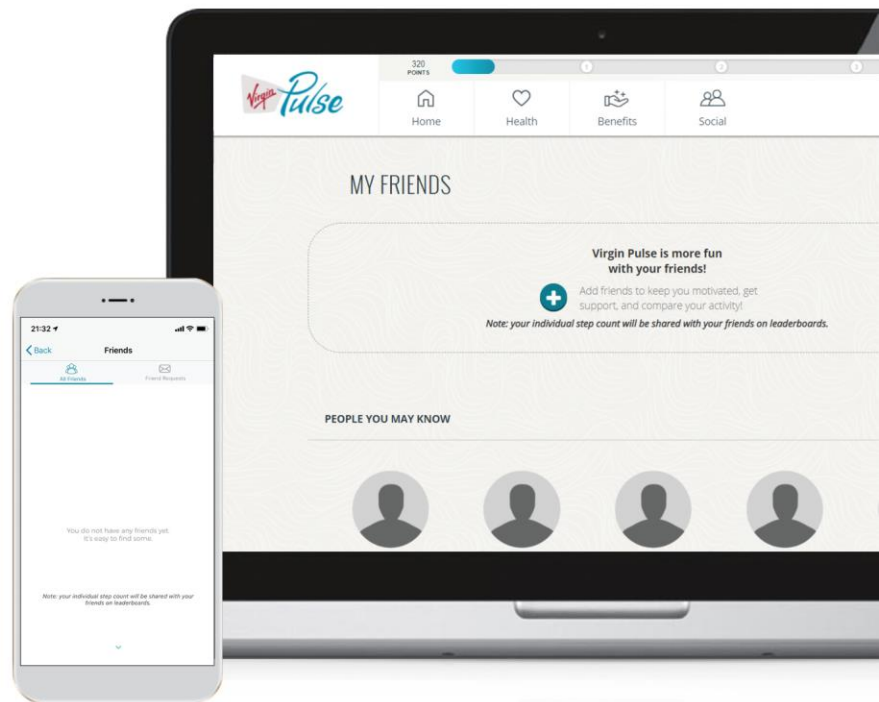 320
POINTS
1
2
3
Virgin Pulse
Home
Health
Benefits
Social
MY FRIENDS
Virgin Pulse is more fun
with your friends!
Add friends to keep you motivated, get
support, and compare your activity!
Note: your individual step count will be shared with your friends on leaderboards.
PEOPLE YOU MAY KNOW
21:32
Back
Friends
All Friends
Friend Requests
You do not have any friends yet.
It's easy to find some.
Note: your individual step count will be shared with your
friends on leaderboards.